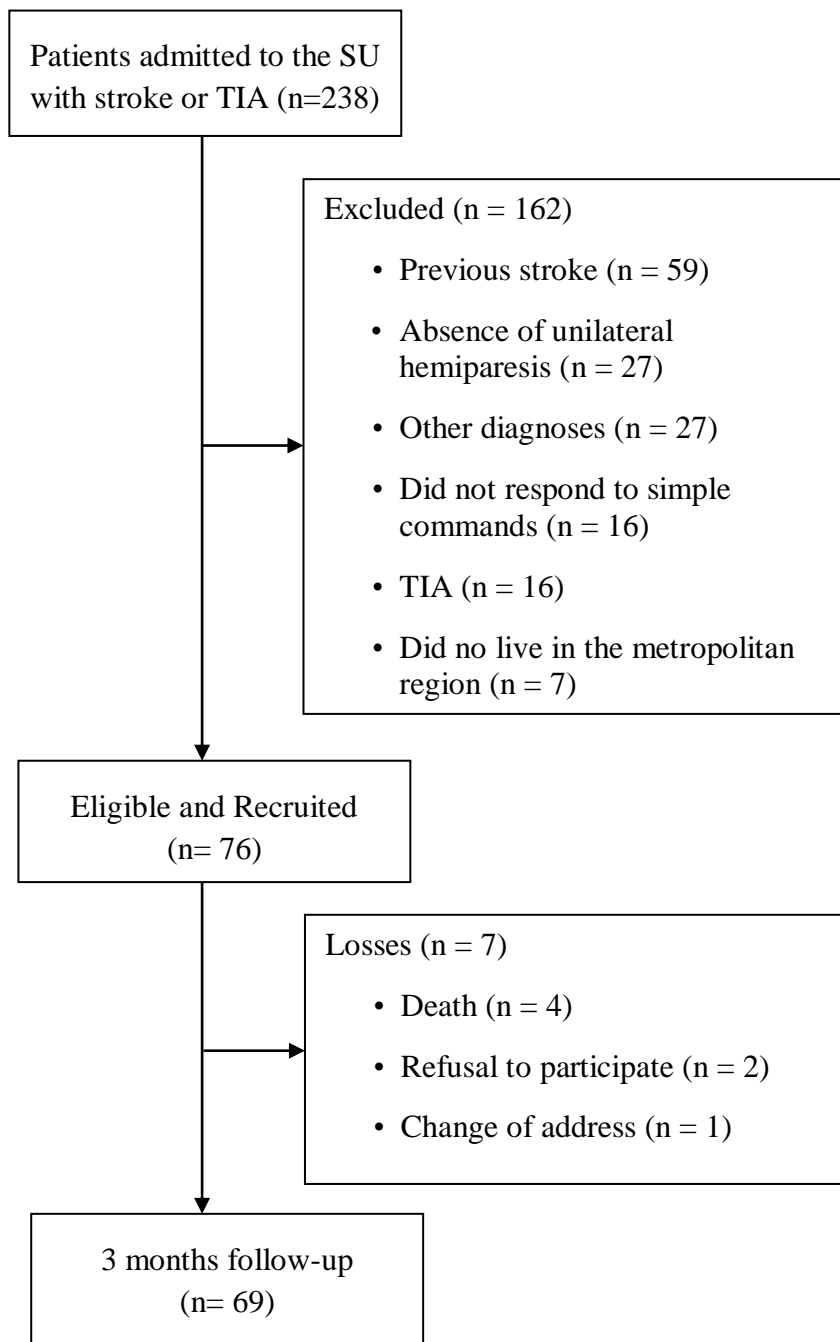 Patients admitted to the SU
with stroke or TIA (n=238)
Excluded (n = 162)
• Previous stroke (n = 59)
• Absence of unilateral
hemiparesis (n = 27)
• Other diagnoses (n = 27)
• Did not respond to simple
commands (n = 16)
• TIA (n = 16)
• Did no live in the metropolitan
region (n = 7)
Eligible and Recruited
(n= 76)
Losses (n = 7)
• Death (n = 4)
• Refusal to participate (n = 2)
• Change of address (n = 1)
3 months follow-up
(n= 69)